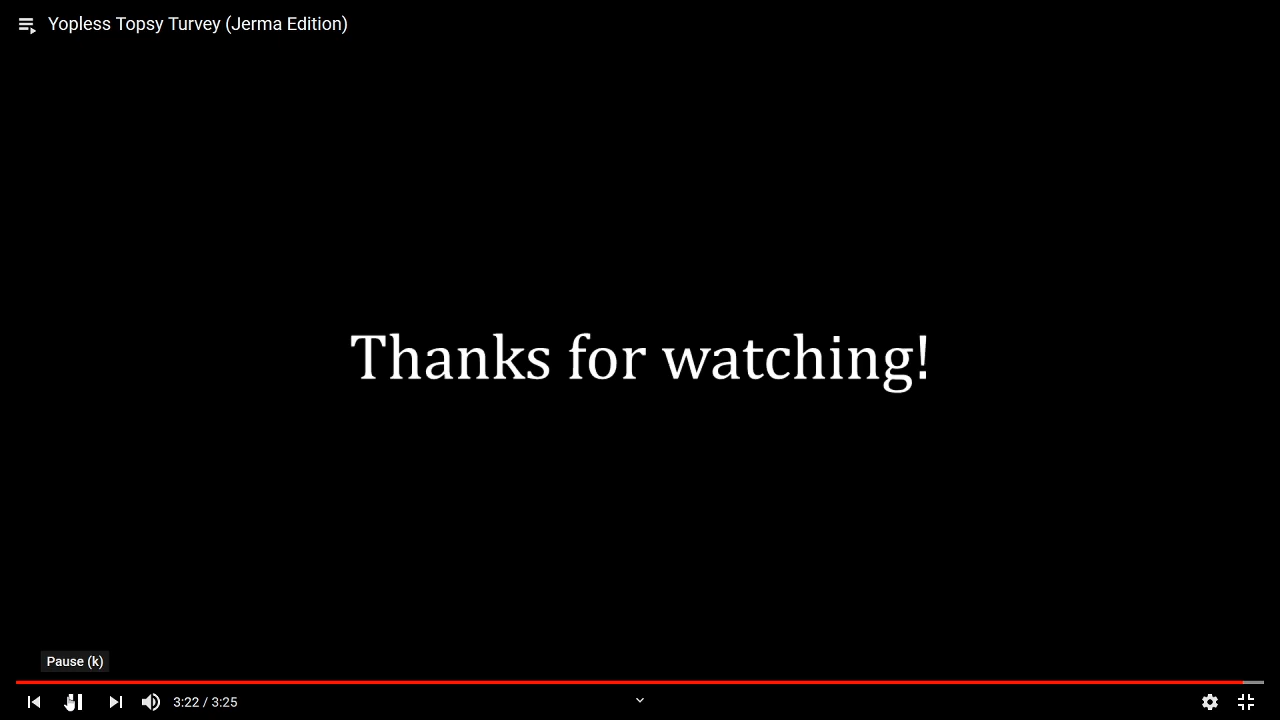 Yopless Topsy Turvey (Jerma Edition)
Thanks for watching!
Pause (k)
3:22 / 3:25